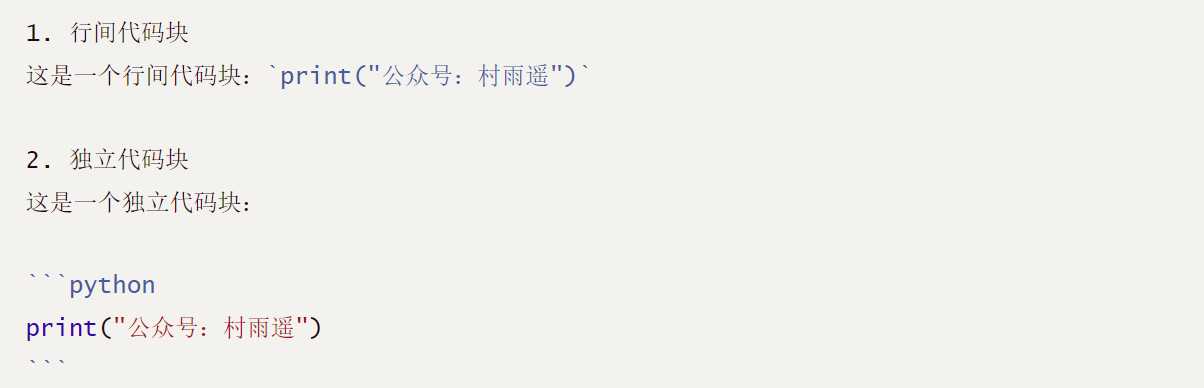 1. 行间代码块
这是一个行间代码块：`print("公众号：村雨遥")`
2. 独立代码块
这是一个独立代码块：
```python
print("公众号：村雨遥")
```